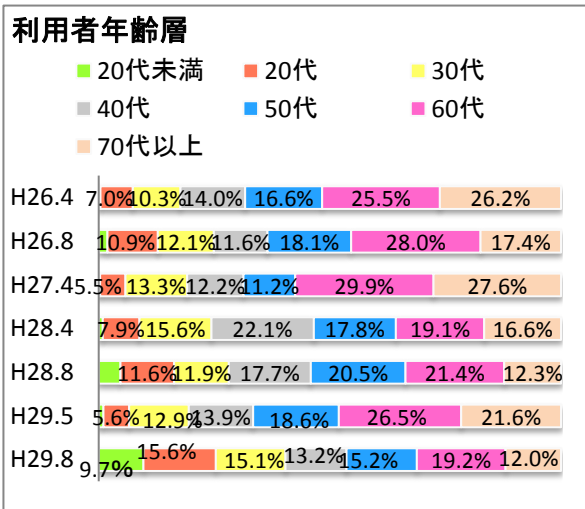 利用者年齢層
20代未満 20代 30代
40代 50代 60代
70代以上
H26.4 7.0% 10.3% 14.0% 16.6% 25.5% 26.2%
H26.8 10.9% 12.1% 11.6% 18.1% 28.0% 17.4%
H27.4 5.5% 13.3% 12.2% 11.2% 29.9% 27.6%
H28.4 7.9% 15.6% 22.1% 17.8% 19.1% 16.6%
H28.8 11.6% 11.9% 17.7% 20.5% 21.4% 12.3%
H29.5 5.6% 12.9% 13.9% 18.6% 26.5% 21.6%
H29.8 9.7% 15.6% 15.1% 13.2% 15.2% 19.2% 12.0%